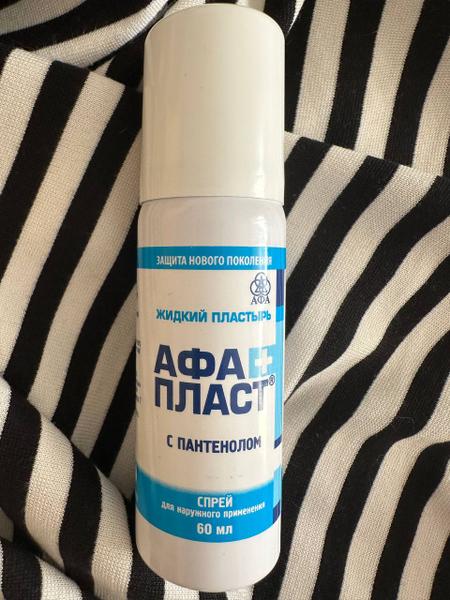 ЗАЩИТА НОВОГО ПОКОЛЕНИЯ
АФА
ЖИДКИЙ ПЛАСТЫРЬ
АФА
ПЛАСТ®
С ПАНТЕНОЛОМ
СПРЕЙ
для наружного применения
60 мл